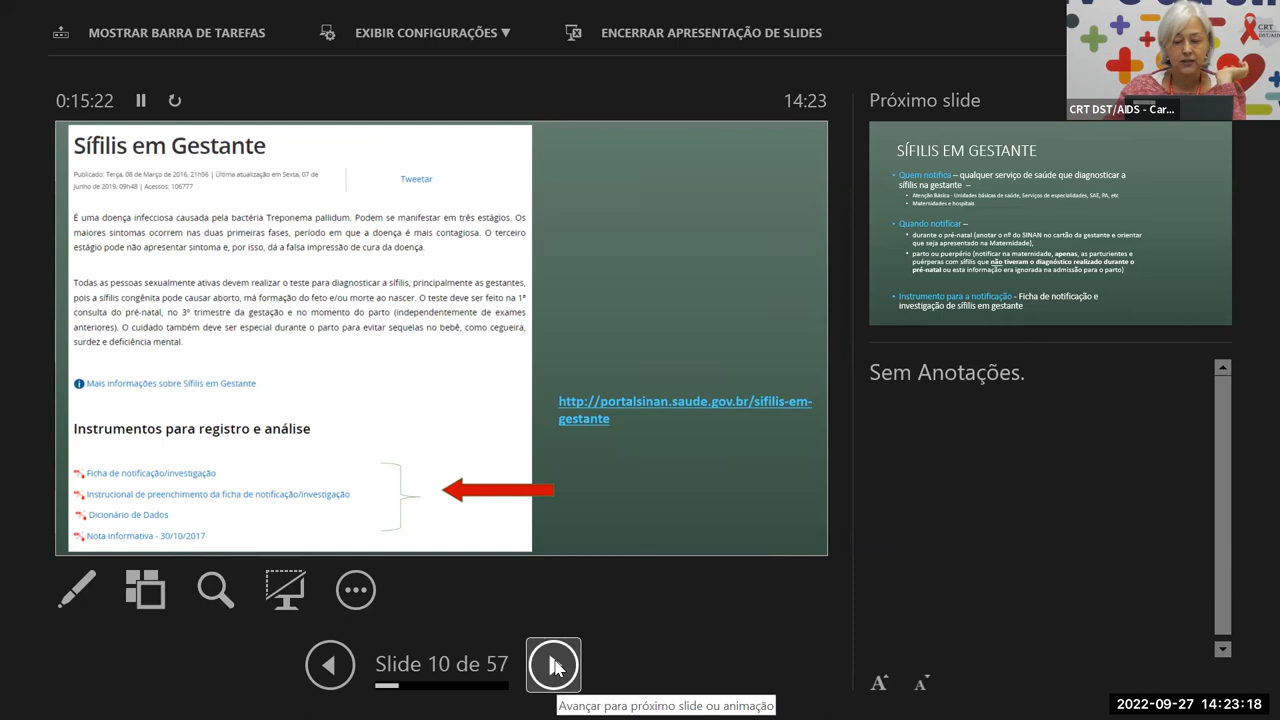 MOSTRAR BARRA DE TAREFAS
EXIBIR CONFIGURAÇÕES ▼
ENCERRAR APRESENTAÇÃO DE SLIDES
CRT
DST/AIDS
CRT DST/AIDS - Car...
0:15:22
14:23
Próximo slide
Sífilis em Gestante
Publicado: Terça, 08 de Março de 2016, 21h56 | Última atualização em Sexta, 07 de
Junho de 2019, 09h48 | Acessos: 106777
Tweetar
É uma doença infecciosa causada pela bactéria Treponema pallidum. Podem se manifestar em três estágios. Os
maiores sintomas ocorrem nas duas primeiras fases, período em que a doença é mais contagiosa. O terceiro
estágio pode não apresentar sintoma e, por isso, dá a falsa impressão de cura da doença.
Todas as pessoas sexualmente ativas devem realizar o teste para diagnosticar a sífilis, principalmente as gestantes,
pois a sífilis congênita pode causar aborto, má formação do feto e/ou morte ao nascer. O teste deve ser feito na 1ª
consulta do pré-natal, no 3º trimestre da gestação e no momento do parto (independentemente de exames
anteriores). O cuidado também deve ser especial durante o parto para evitar sequelas no bebê, como cegueira,
surdez e deficiência mental.
Mais informações sobre Sífilis em Gestante
Instrumentos para registro e análise
Ficha de notificação/investigação
Instrucional de preenchimento da ficha de notificação/investigação
Dicionário de Dados
Nota informativa - 30/10/2017
http://portalsinan.saude.gov.br/sifilis-em-
gestante
SÍFILIS EM GESTANTE
• Quem notifica – qualquer serviço de saúde que diagnosticar a
sífilis na gestante –
• Atenção Básica - Unidades básicas de saúde, Serviços de especialidades, SAE, PA, etc
• Maternidades e hospitais
• Quando notificar –
• durante o pré-natal (anotar o nº do SINAN no cartão da gestante e orientar
que seja apresentado na Maternidade),
• parto ou puerpério (notificar na maternidade, apenas, as parturientes e
puérperas com sífilis que não tiveram o diagnóstico realizado durante o
pré-natal ou esta informação era ignorada na admissão para o parto)
• Instrumento para a notificação - Ficha de notificação e
investigação de sífilis em gestante
Sem Anotações.
Slide 10 de 57
Avançar para próximo slide ou animação
A A
2022-09-27 14:23:18